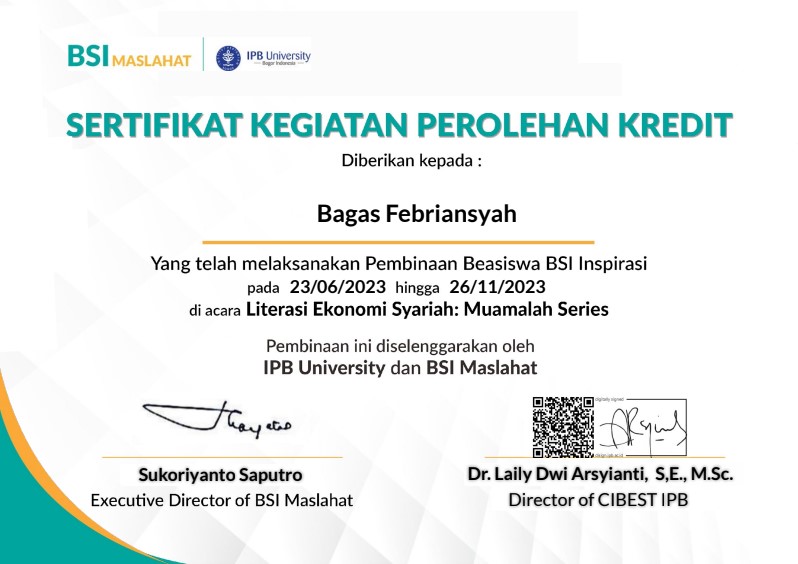 BSI MASLAHAT
IPB University
Bogor Indonesia
SERTIFIKAT KEGIATAN PEROLEHAN KREDIT
Diberikan kepada :
Bagas Febriansyah
Yang telah melaksanakan Pembinaan Beasiswa BSI Inspirasi
pada 23/06/2023 hingga 26/11/2023
di acara Literasi Ekonomi Syariah: Muamalah Series
Pembinaan ini diselenggarakan oleh
IPB University dan BSI Maslahat
digitally signed
Sukoriyanto Saputro
Executive Director of BSI Maslahat
Dr. Laily Dwi Arsyianti, S,E., M.Sc.
Director of CIBEST IPB